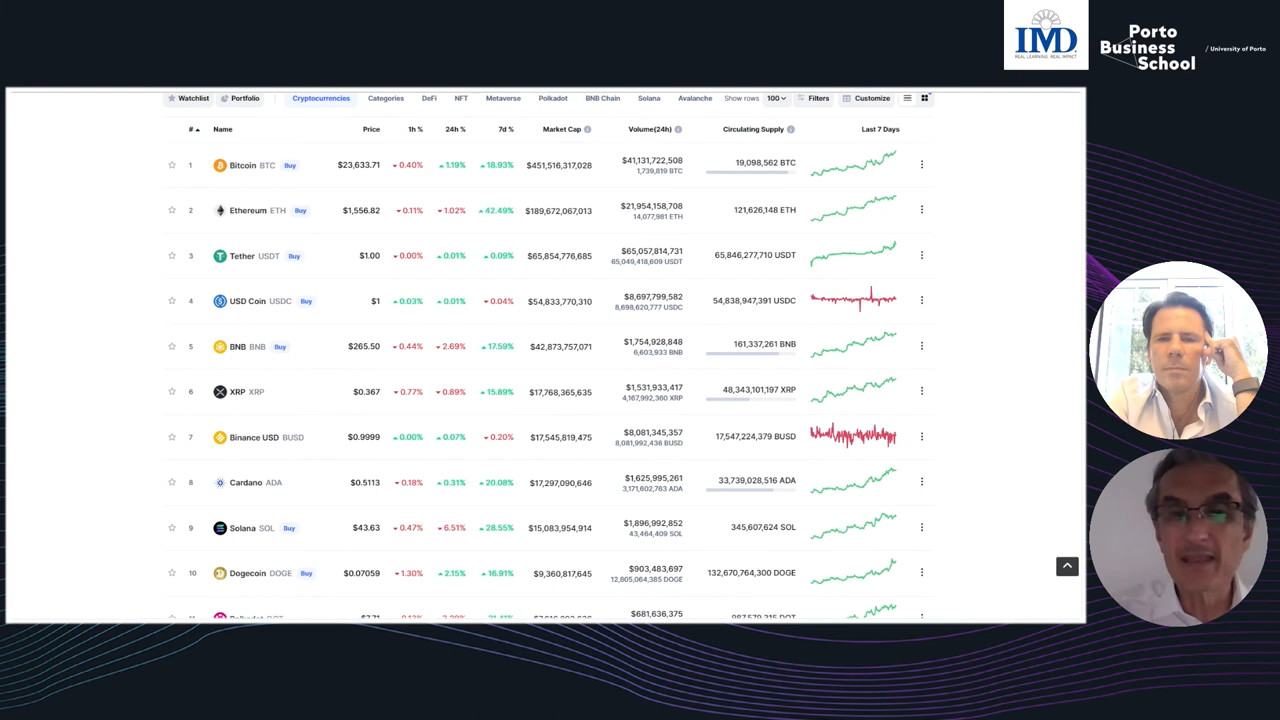 IMD
REAL LEARNING. REAL IMPACT
Porto
Business
School
/ University of Porto
Watchlist Portfolio Cryptocurrencies Categories DeFi NFT Metaverse Polkadot BNB Chain Solana Avalanche Show rows 100 Filters Customize
# Name Price 1h % 24h % 7d % Market Cap Volume(24h) Circulating Supply Last 7 Days
1 Bitcoin BTC Buy $23,633.71 0.40% 1.19% 18.93% $451,516,317,028 $41,131,722,508 19,098,562 BTC
1,739,819 BTC
2 Ethereum ETH Buy $1,556.82 0.11% 1.02% 42.49% $189,672,067,013 $21,954,158,708 121,626,148 ETH
14,077,981 ETH
3 Tether USDT Buy $1.00 0.00% 0.01% 0.09% $65,854,776,685 $65,057,814,731 65,846,277,710 USDT
65,049,418,609 USDT
4 USD Coin USDC Buy $1 0.03% 0.01% 0.04% $54,833,770,310 $8,697,799,582 54,838,947,391 USDC
8,698,620,777 USDC
5 BNB BNB Buy $265.50 0.44% 2.69% 17.59% $42,873,757,071 $1,754,928,848 161,337,261 BNB
6,603,933 BNB
6 XRP XRP $0.367 0.77% 0.89% 15.89% $17,768,365,635 $1,531,933,417 48,343,101,197 XRP
4,167,992,360 XRP
7 Binance USD BUSD $0.9999 0.00% 0.07% 0.20% $17,545,819,475 $8,081,345,357 17,547,224,379 BUSD
8,081,992,436 BUSD
8 Cardano ADA $0.5113 0.18% 0.31% 20.08% $17,297,090,646 $1,625,995,261 33,739,028,516 ADA
3,171,602,763 ADA
9 Solana SOL Buy $43.63 0.47% 6.51% 28.55% $15,083,954,914 $1,896,992,852 345,607,624 SOL
43,464,409 SOL
10 Dogecoin DOGE Buy $0.07059 1.30% 2.15% 16.91% $9,360,817,645 $903,483,697 132,670,764,300 DOGE
12,805,064,385 DOGE
$681,636,375